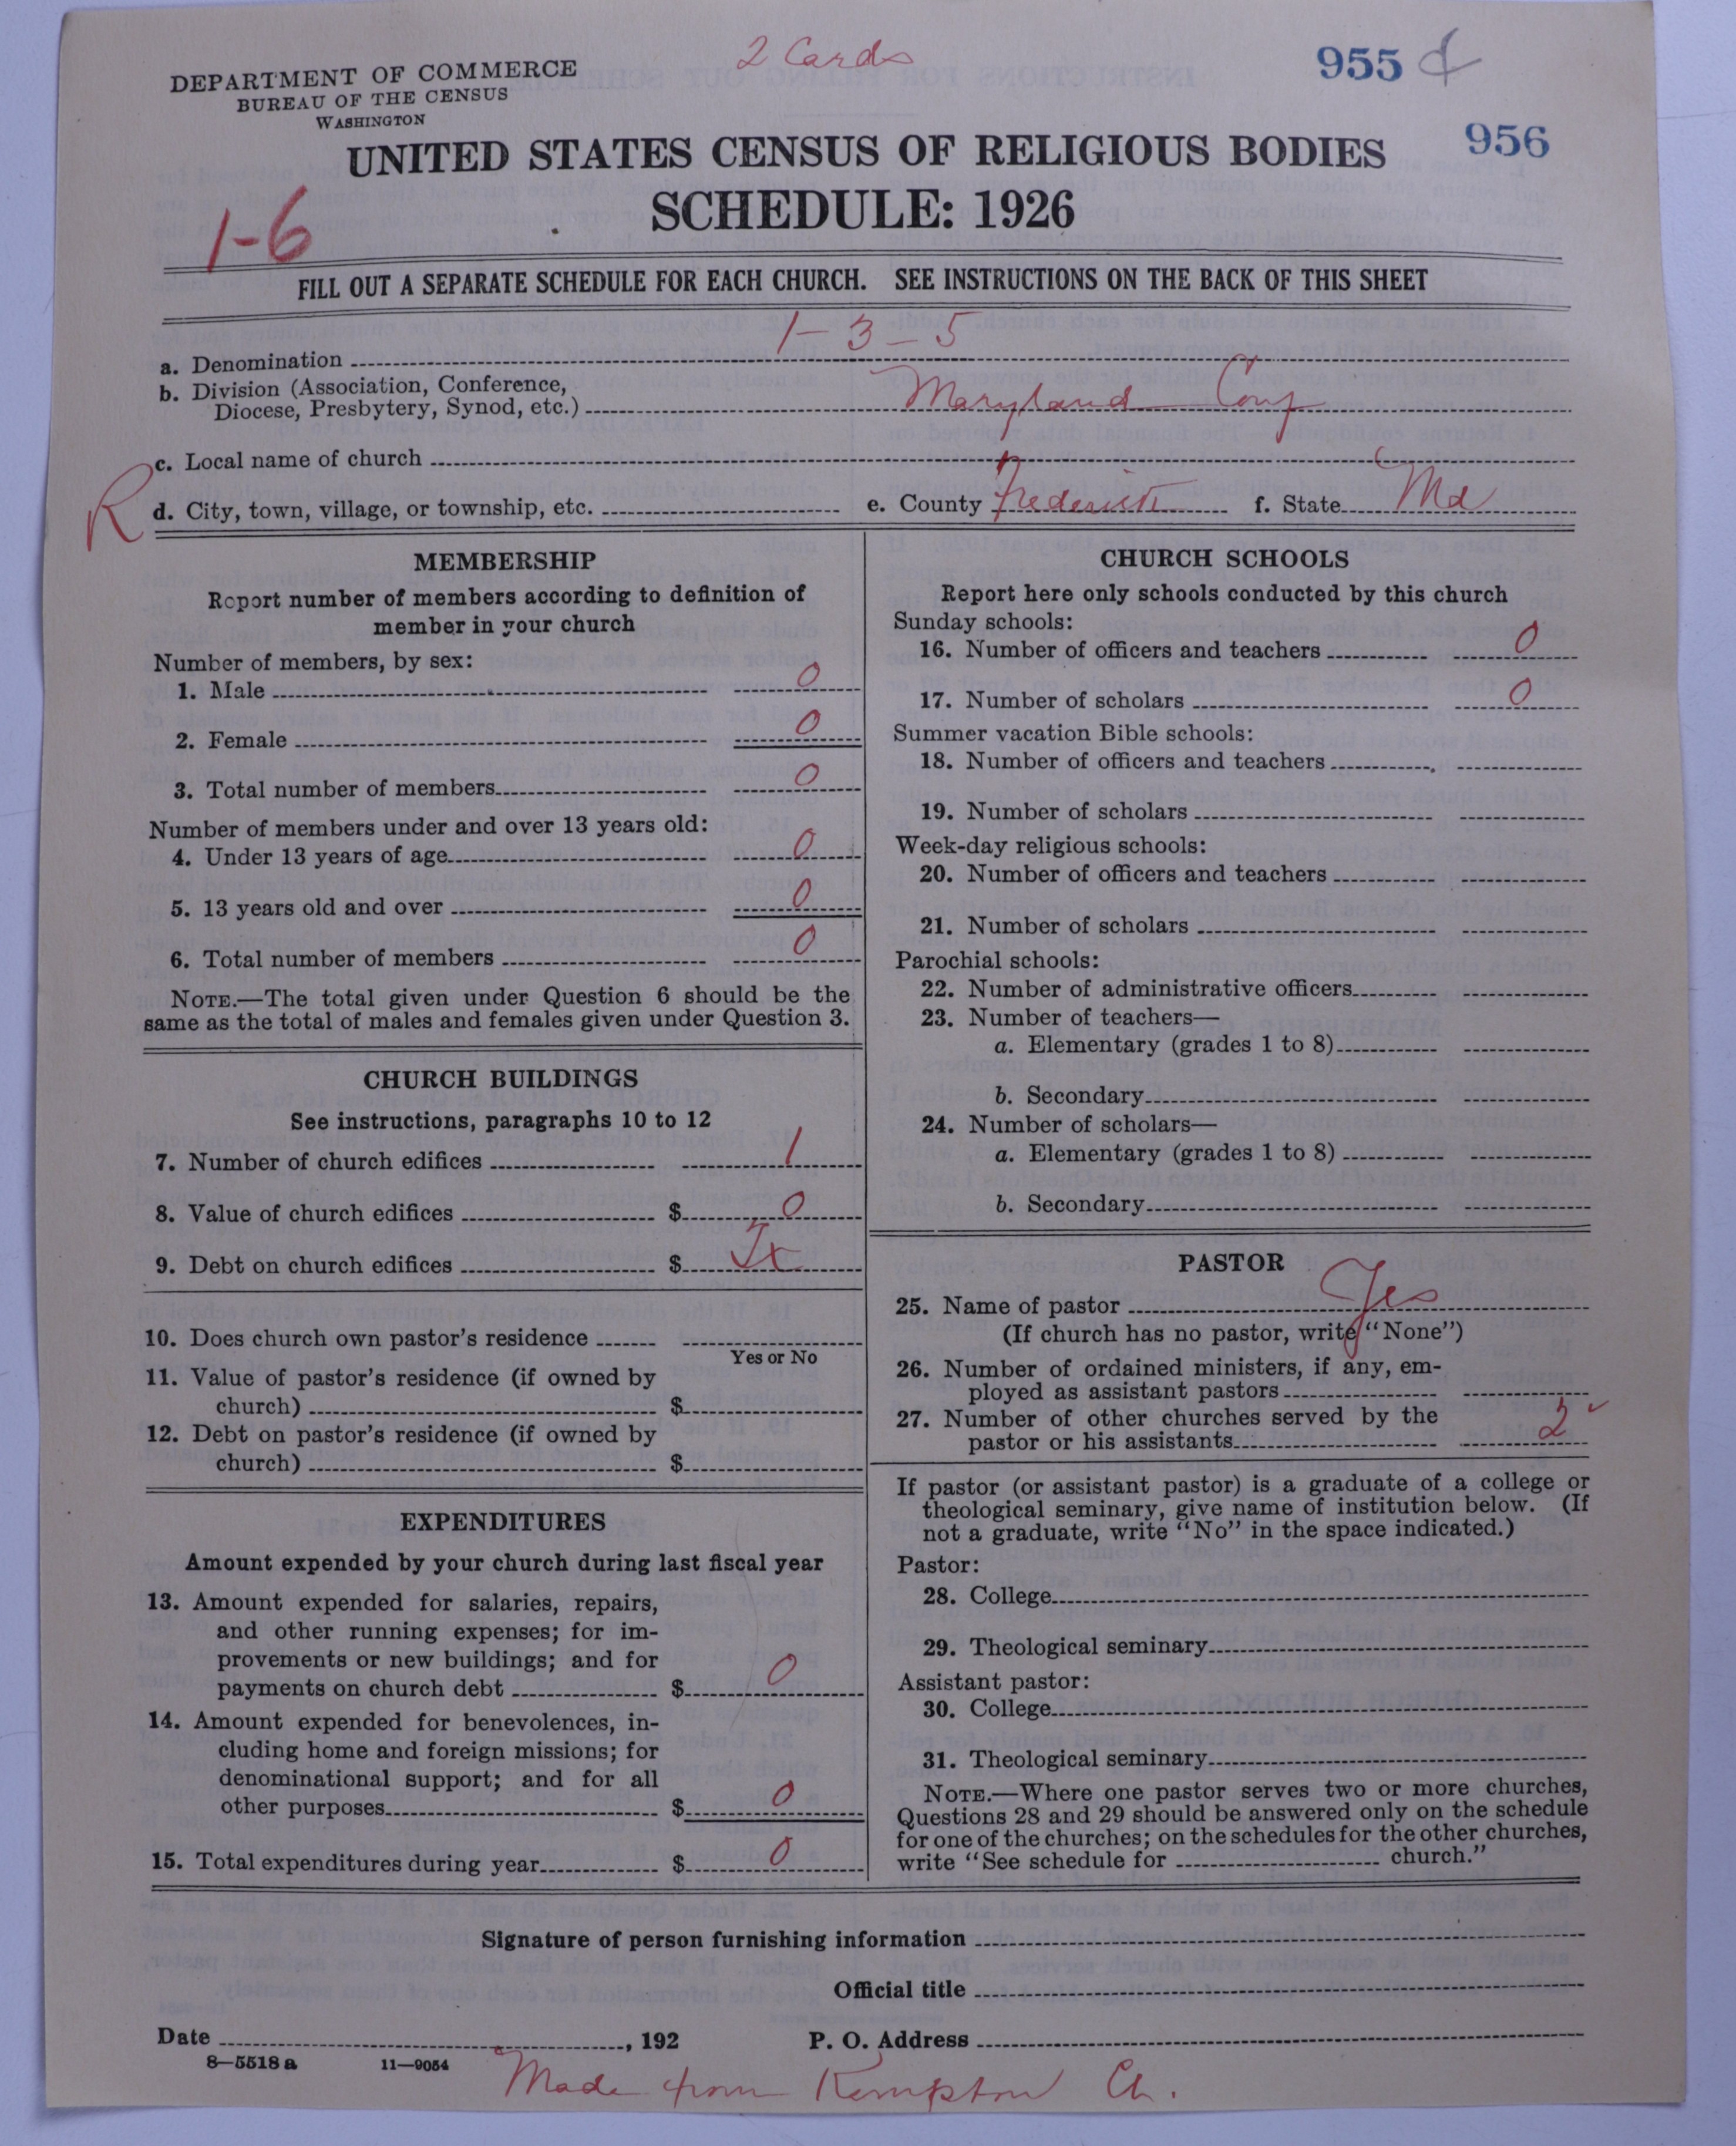 2 Cards
955 &
DEPARTMENT OF COMMERCE
BUREAU OF THE CENSUS
WASHINGTON
UNITED STATES CENSUS OF RELIGIOUS BODIES
956
SCHEDULE: 1926
1-6
FILL OUT A SEPARATE SCHEDULE FOR EACH CHURCH. SEE INSTRUCTIONS ON THE BACK OF THIS SHEET
a. Denomination 1-3-5
b. Division (Association, Conference,
Diocese, Presbytery, Synod, etc.) Maryland Conf
c. Local name of church
R
d. City, town, village, or township, etc. e. County Frederick f. State Md
MEMBERSHIP
Report number of members according to definition of
member in your church
Number of members, by sex:
1. Male 0
2. Female 0
3. Total number of members 0
Number of members under and over 13 years old:
4. Under 13 years of age 0
5. 13 years old and over 0
6. Total number of members 0
NOTE.—The total given under Question 6 should be the
same as the total of males and females given under Question 3.
CHURCH BUILDINGS
See instructions, paragraphs 10 to 12
7. Number of church edifices 1
8. Value of church edifices $ 0
9. Debt on church edifices $
10. Does church own pastor's residence
Yes or No
11. Value of pastor's residence (if owned by
church) $
12. Debt on pastor's residence (if owned by
church) $
EXPENDITURES
Amount expended by your church during last fiscal year
13. Amount expended for salaries, repairs,
and other running expenses; for im-
provements or new buildings; and for
payments on church debt $ 0
14. Amount expended for benevolences, in-
cluding home and foreign missions; for
denominational support; and for all
other purposes $ 0
15. Total expenditures during year $ 0
CHURCH SCHOOLS
Report here only schools conducted by this church
Sunday schools:
16. Number of officers and teachers 0
17. Number of scholars 0
Summer vacation Bible schools:
18. Number of officers and teachers
19. Number of scholars
Week-day religious schools:
20. Number of officers and teachers
21. Number of scholars
Parochial schools:
22. Number of administrative officers
23. Number of teachers—
a. Elementary (grades 1 to 8)
b. Secondary
24. Number of scholars—
a. Elementary (grades 1 to 8)
b. Secondary
PASTOR
25. Name of pastor Yes
(If church has no pastor, write "None")
26. Number of ordained ministers, if any, em-
ployed as assistant pastors
27. Number of other churches served by the
pastor or his assistants 2 ✓
If pastor (or assistant pastor) is a graduate of a college or
theological seminary, give name of institution below. (If
not a graduate, write "No" in the space indicated.)
Pastor:
28. College
29. Theological seminary
Assistant pastor:
30. College
31. Theological seminary
NOTE.—Where one pastor serves two or more churches,
Questions 28 and 29 should be answered only on the schedule
for one of the churches; on the schedules for the other churches,
write "See schedule for church."
Signature of person furnishing information
Official title
Date , 192 P. O. Address
8—5518 a 11—9054
Made from Kempton Ch.